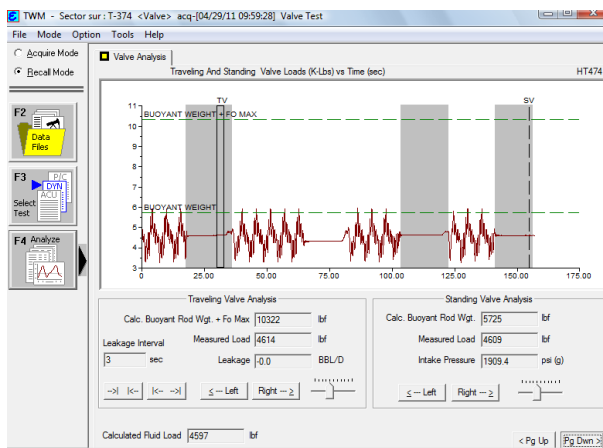 TWM - Sector sur : T-374 <Valve> acq-[04/29/11 09:59:28] Valve Test
File Mode Option Tools Help
Acquire Mode
Recall Mode
F2
Data
Files
F3
P/C
DYN
ACU
Select
Test
F4 Analyze
Valve Analysis
Traveling And Standing Valve Loads (K-Lbs) vs Time (sec) HT474
TV SV
11
BUOYANT WEIGHT + FO MAX
10
9
8
7
6
BUOYANT WEIGHT
5
4
3
0.00 25.00 50.00 75.00 100.00 125.00 150.00 175.00
Traveling Valve Analysis
Calc. Buoyant Rod Wgt. + Fo Max 10322 lbf
Leakage Interval Measured Load 4614 lbf
3 sec Leakage -0.0 BBL/D
-->| |<-- |<-- -->| < --- Left Right --- >
Standing Valve Analysis
Calc. Buoyant Rod Wgt. 5725 lbf
Measured Load 4609 lbf
Intake Pressure 1909.4 psi (g)
< --- Left Right --- >
Calculated Fluid Load 4597 lbf
< Pg Up Pg Dwn >